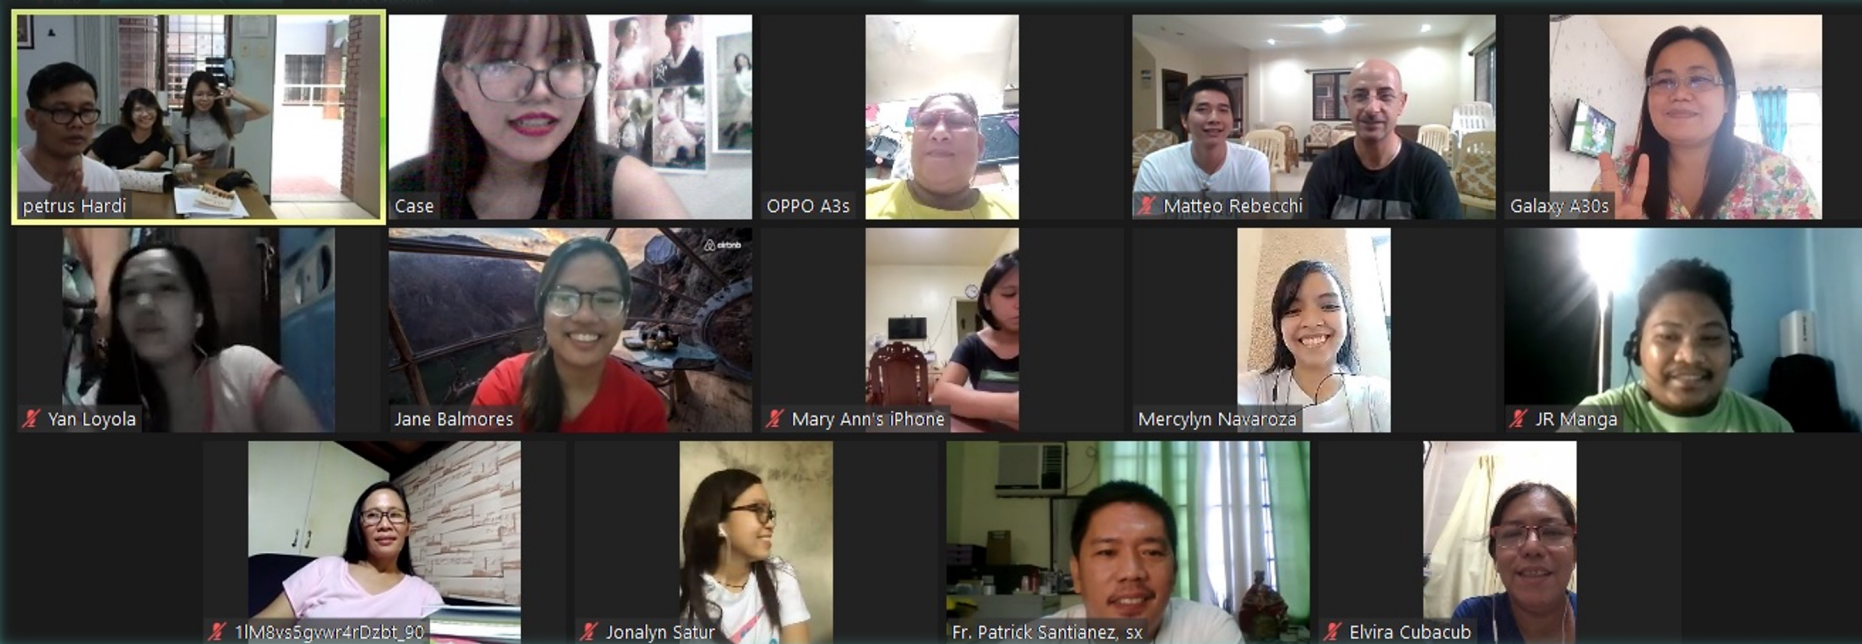 petrus Hardi
Case
OPPO A3s
Matteo Rebecchi
Galaxy A30s
Yan Loyola
airbnb
Jane Balmores
Mary Ann's iPhone
Mercylyn Navaroza
JR Manga
1lM8vs5gvwr4rDzbt_90
Jonalyn Satur
Fr. Patrick Santianez, sx
Elvira Cubacub